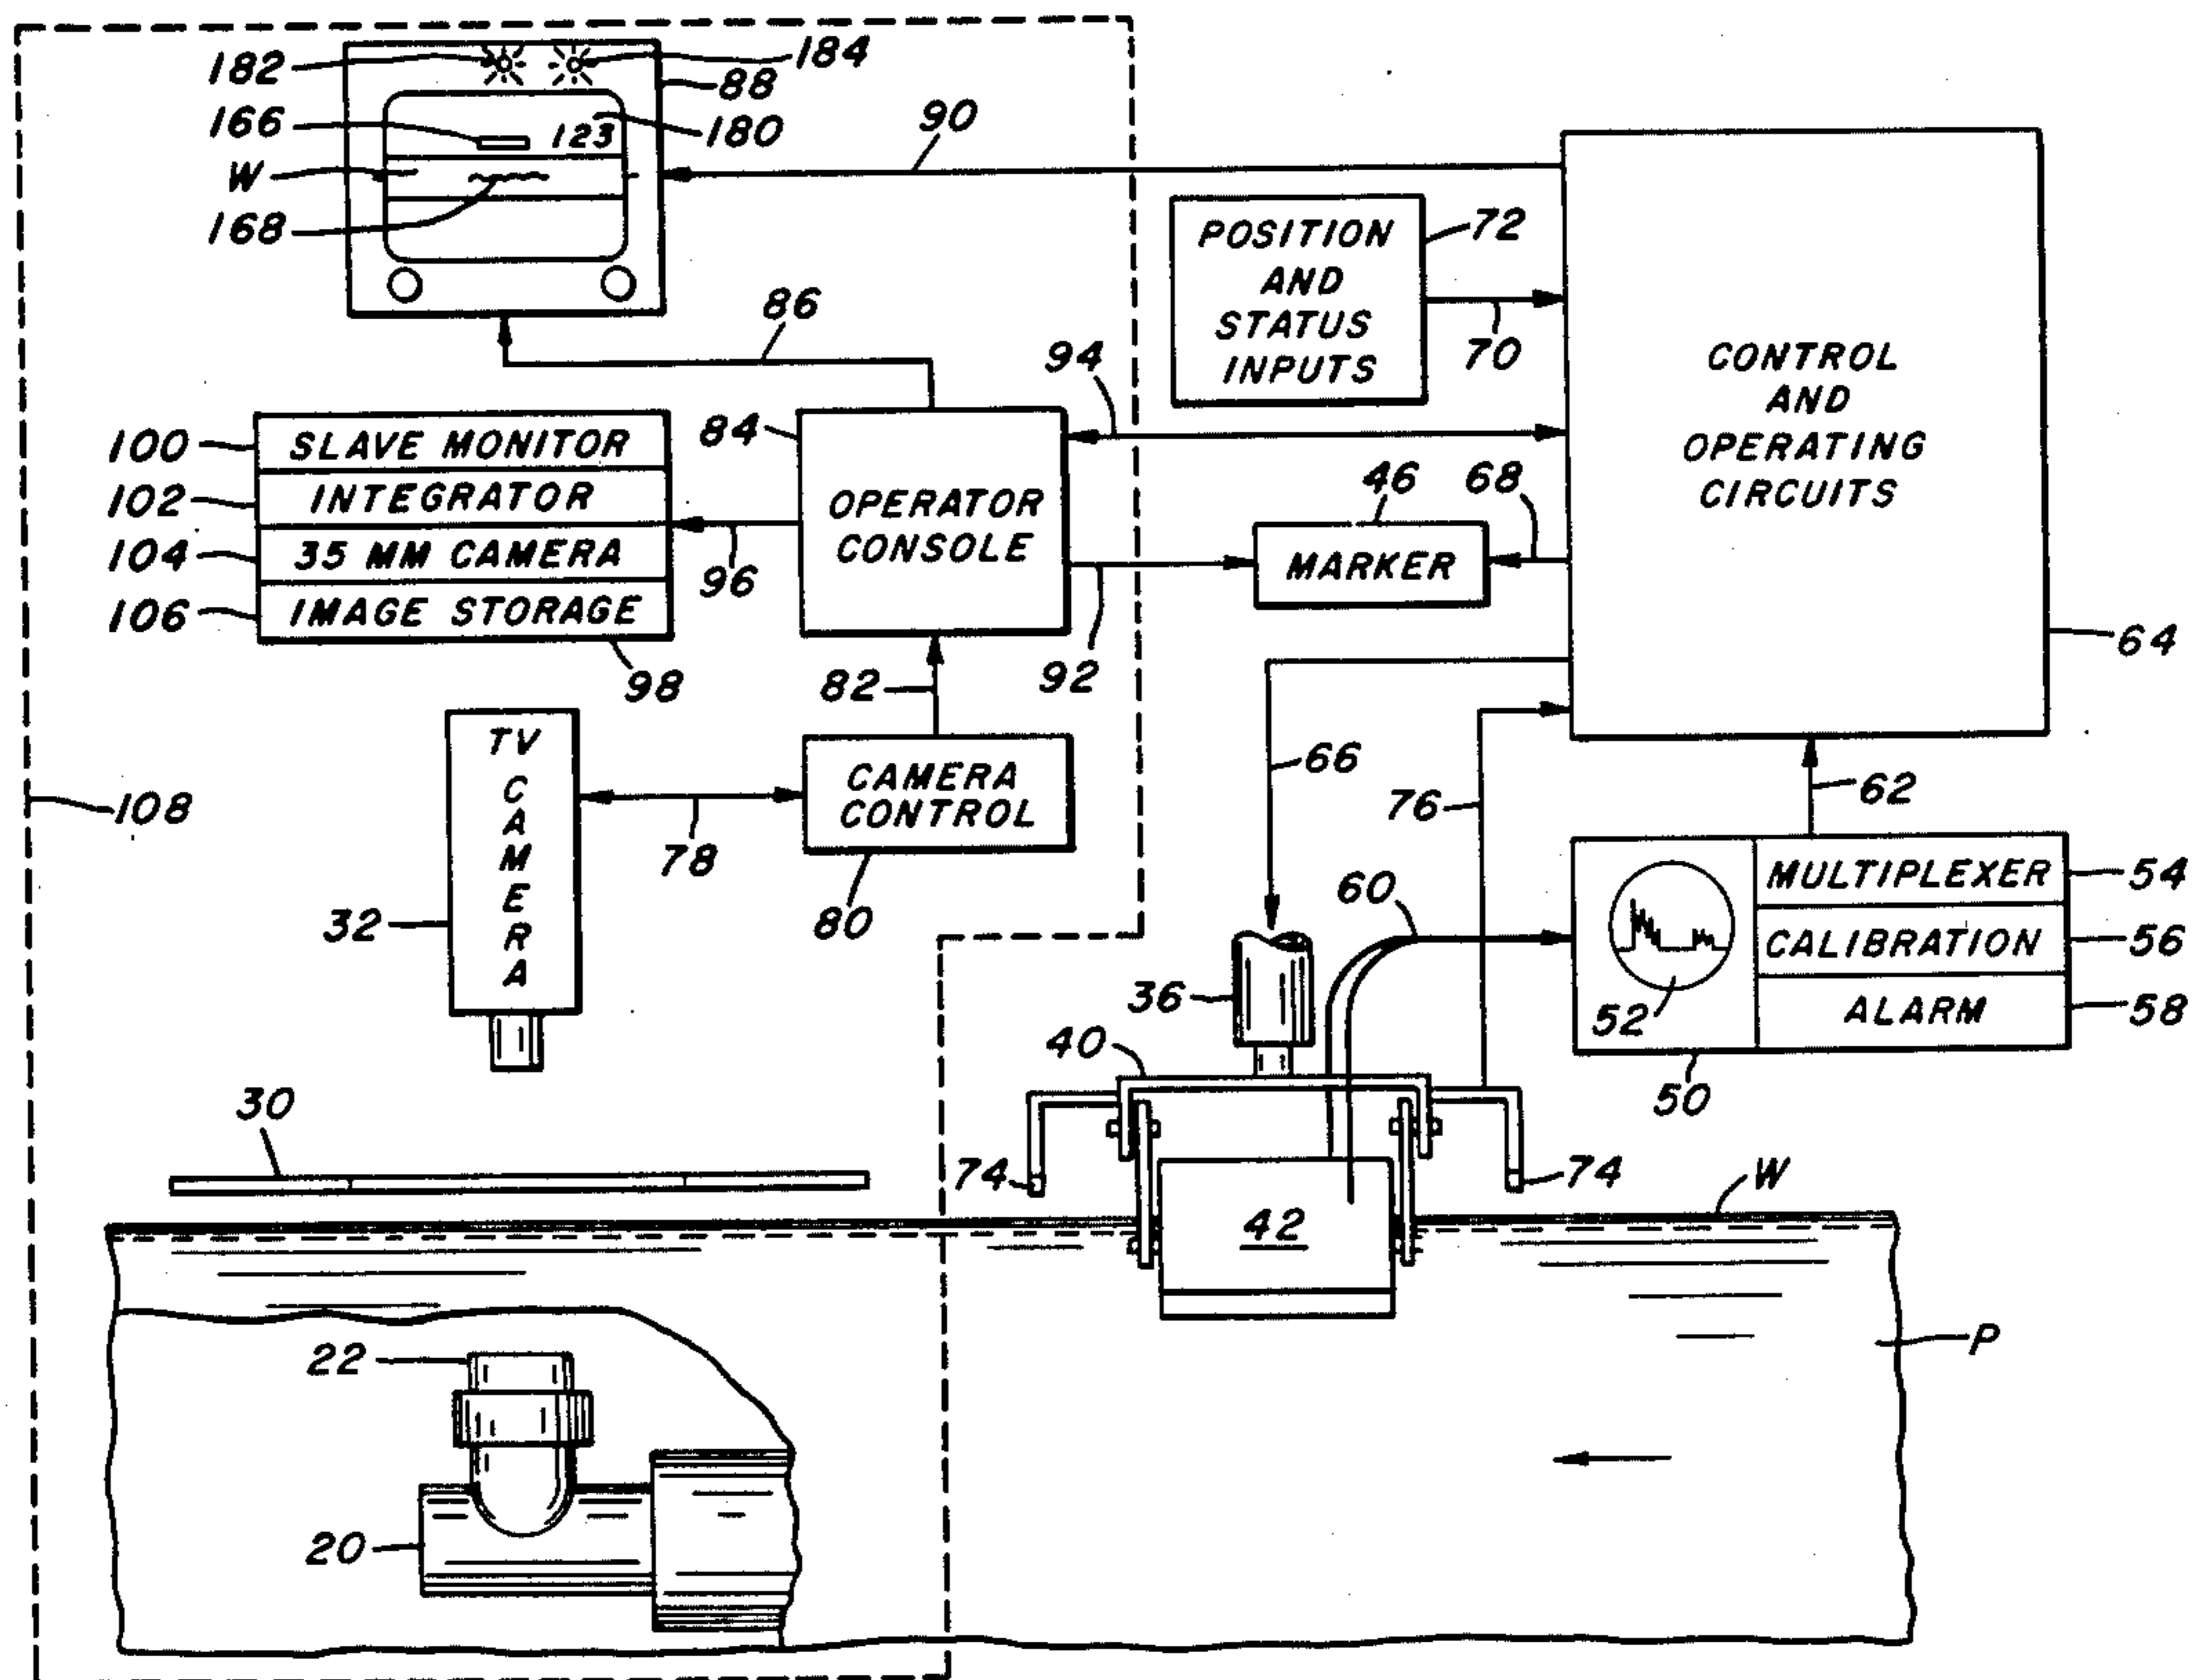 182
184
88
166
123
180
W
168
90
POSITION
AND
STATUS
INPUTS
72
70
CONTROL
AND
OPERATING
CIRCUITS
64
86
94
84
OPERATOR
CONSOLE
100
SLAVE MONITOR
102
INTEGRATOR
104
35 MM CAMERA
106
IMAGE STORAGE
98
96
46
68
MARKER
92
82
TV
CAMERA
32
78
CAMERA
CONTROL
80
108
66
76
62
60
MULTIPLEXER
54
CALIBRATION
56
ALARM
58
52
50
36
40
30
74
74
42
W
P
22
20